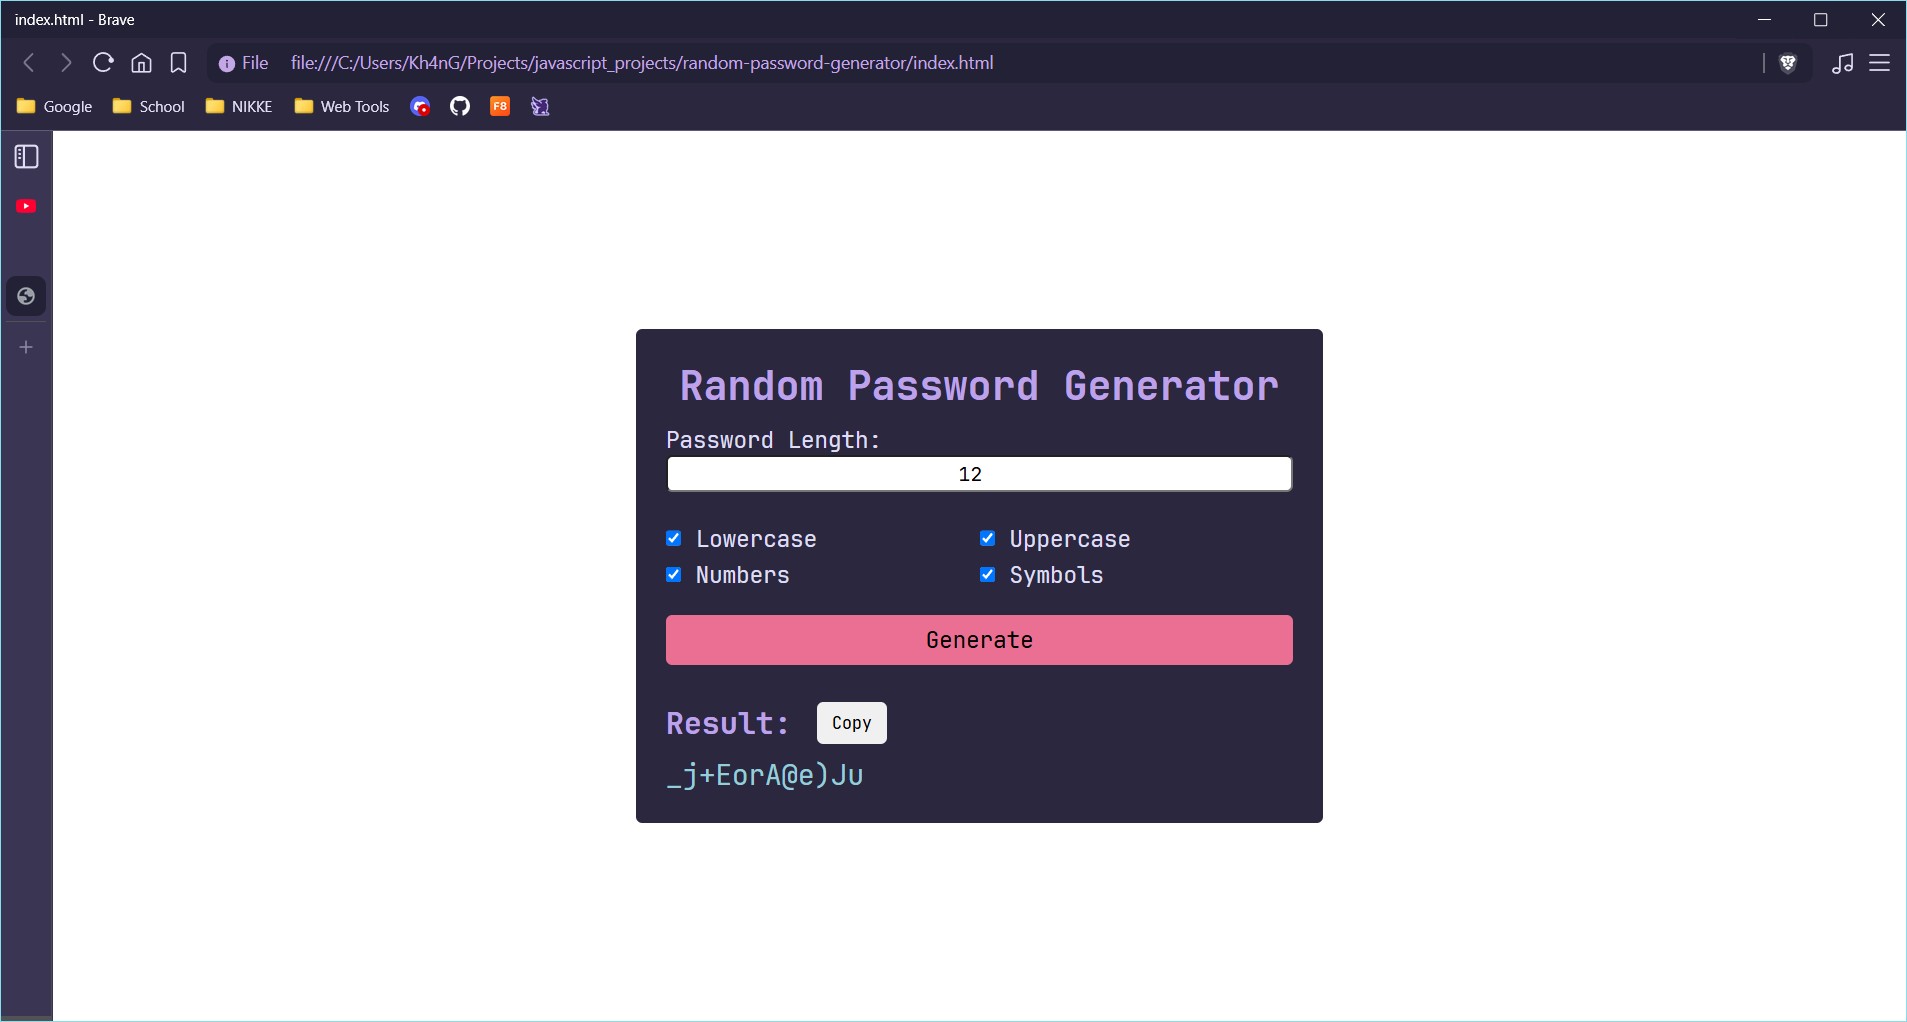 index.html - Brave
File file:///C:/Users/Kh4nG/Projects/javascript_projects/random-password-generator/index.html
Google School NIKKE Web Tools F8
Random Password Generator
Password Length:
12
Lowercase Uppercase
Numbers Symbols
Generate
Result: Copy
_j+EorA@e)Ju